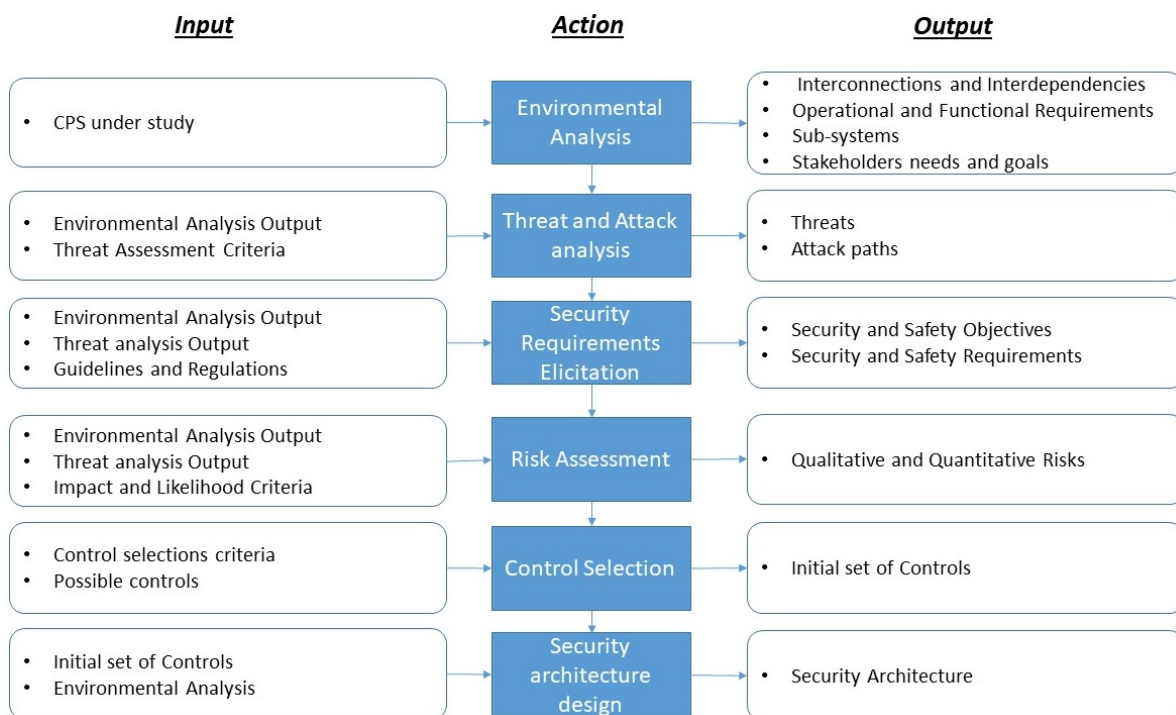 Input
Action
Output
• CPS under study
Environmental
Analysis
• Interconnections and Interdependencies
• Operational and Functional Requirements
• Sub-systems
• Stakeholders needs and goals
• Environmental Analysis Output
• Threat Assessment Criteria
Threat and Attack
analysis
• Threats
• Attack paths
• Environmental Analysis Output
• Threat analysis Output
• Guidelines and Regulations
Security
Requirements
Elicitation
• Security and Safety Objectives
• Security and Safety Requirements
• Environmental Analysis Output
• Threat analysis Output
• Impact and Likelihood Criteria
Risk Assessment
• Qualitative and Quantitative Risks
• Control selections criteria
• Possible controls
Control Selection
• Initial set of Controls
• Initial set of Controls
• Environmental Analysis
Security
architecture
design
• Security Architecture